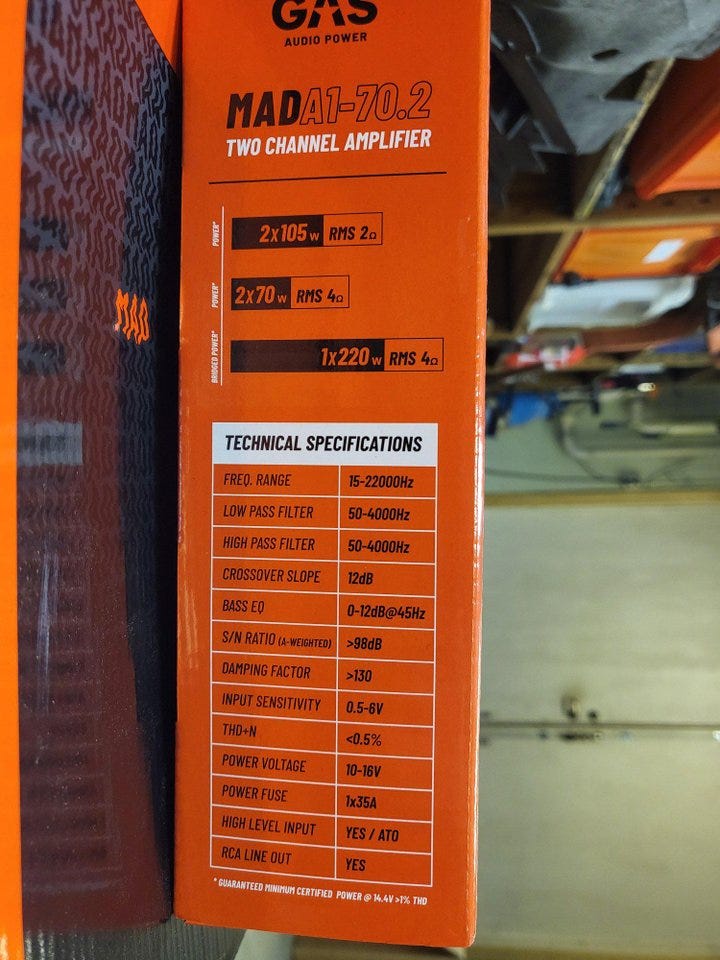 GAS
AUDIO POWER
MADA1-70.2
TWO CHANNEL AMPLIFIER
POWER* 2x105 W RMS 2Ω
POWER* 2x70 W RMS 4Ω
BRIDGED POWER* 1x220 W RMS 4Ω
MAD
TECHNICAL SPECIFICATIONS
FREQ. RANGE 15-22000Hz
LOW PASS FILTER 50-4000Hz
HIGH PASS FILTER 50-4000Hz
CROSSOVER SLOPE 12dB
BASS EQ 0-12dB@45Hz
S/N RATIO (A-WEIGHTED) >98dB
DAMPING FACTOR >130
INPUT SENSITIVITY 0.5-6V
THD+N <0.5%
POWER VOLTAGE 10-16V
POWER FUSE 1x35A
HIGH LEVEL INPUT YES / ATO
RCA LINE OUT YES
* GUARANTEED MINIMUM CERTIFIED POWER @ 14.4V >1% THD